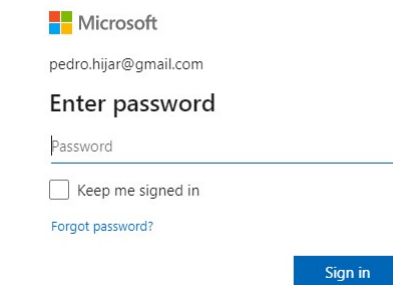 Microsoft
pedro.hijar@gmail.com
Enter password
Password
Keep me signed in
Forgot password?
Sign in